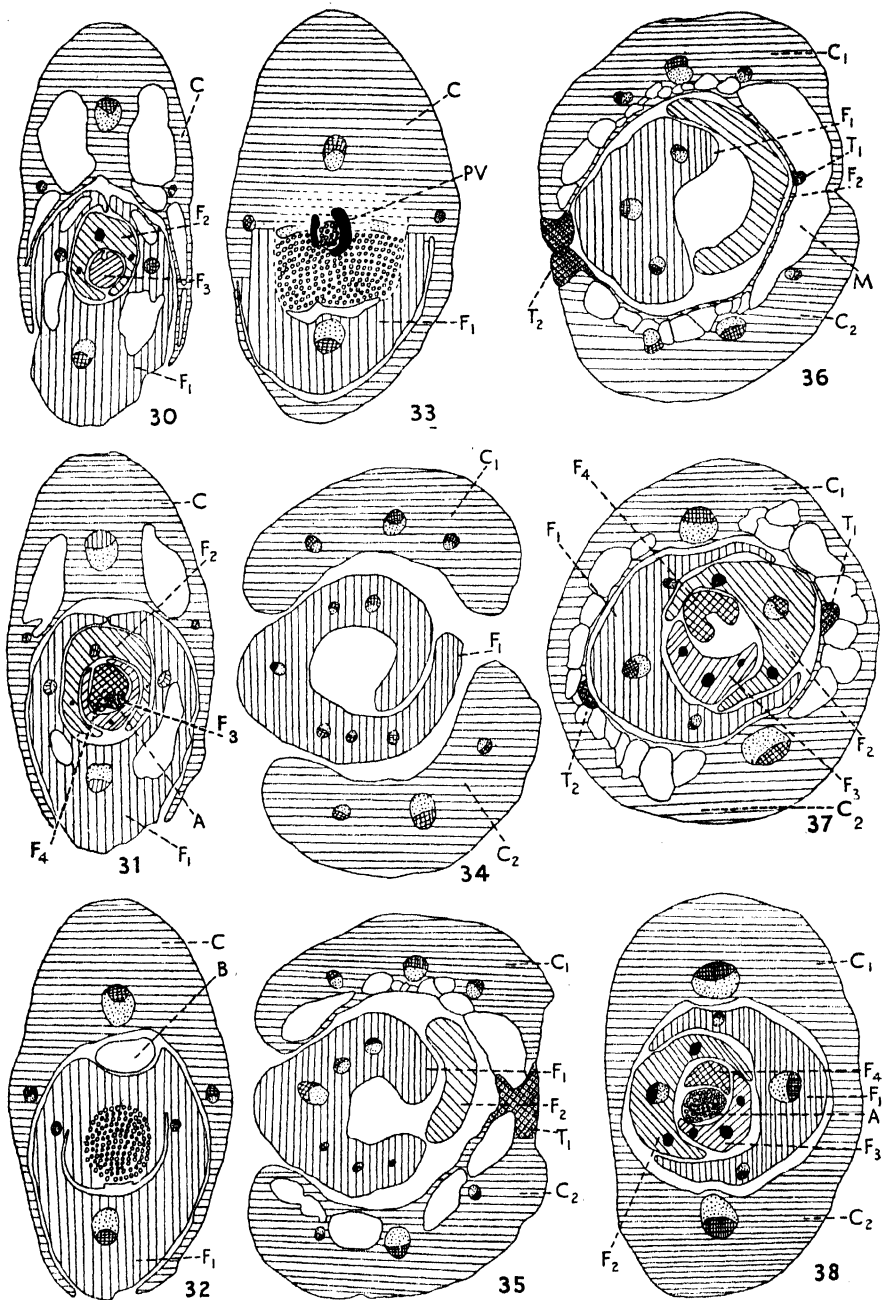 C
F₂
F₃
F₁
30
C
PV
F₁
33
C₁
F₁
T₁
F₂
M
C₂
T₂
36
C
F₂
F₃
A
F₁
F₄
31
C₁
F₁
C₂
34
F₄
F₁
C₁
T₁
F₂
F₃
T₂
C₂
37
C
B
F₁
32
C₁
F₁
F₂
T₁
C₂
35
C₁
F₄
F₁
A
F₃
C₂
F₂
38